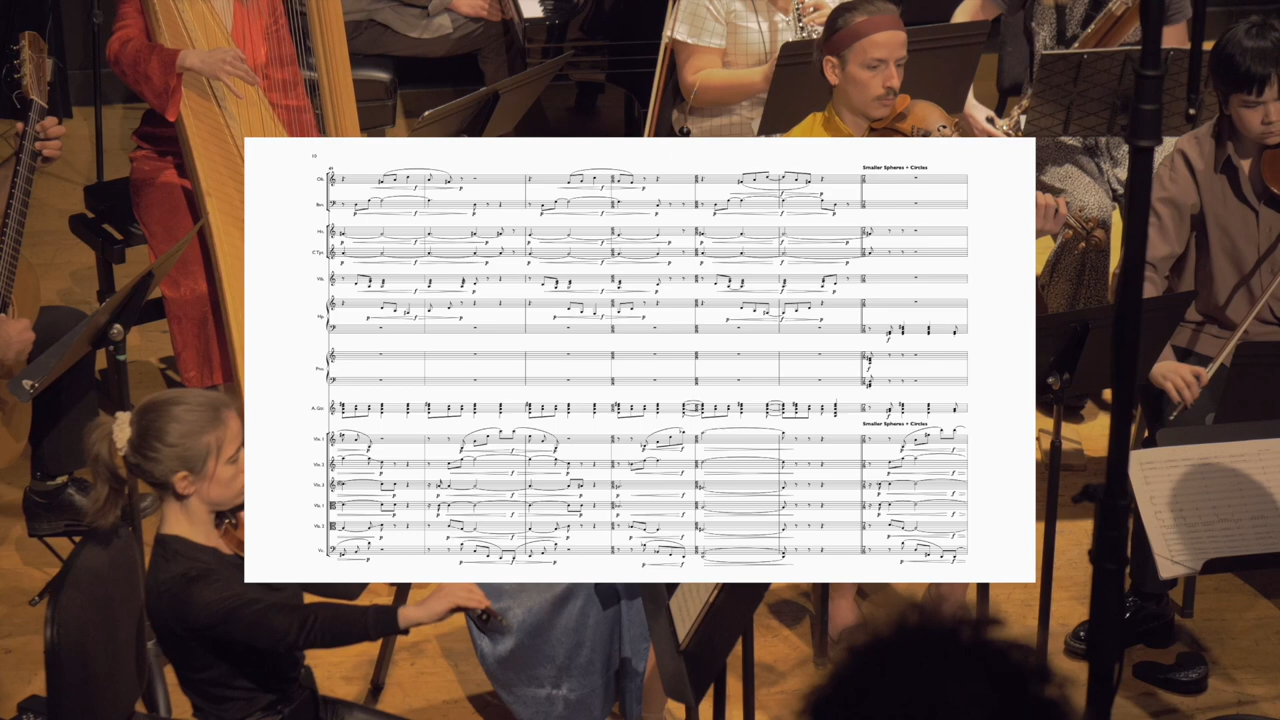 10
Smaller Spheres + Circles
Ob.
Bsn.
Hn.
C Tpt.
Vib.
Hp.
Pno.
A. Gtr.
Smaller Spheres + Circles
Vln. 1
Vln. 2
Vln. 3
Vla. 1
Vla. 2
Vc.